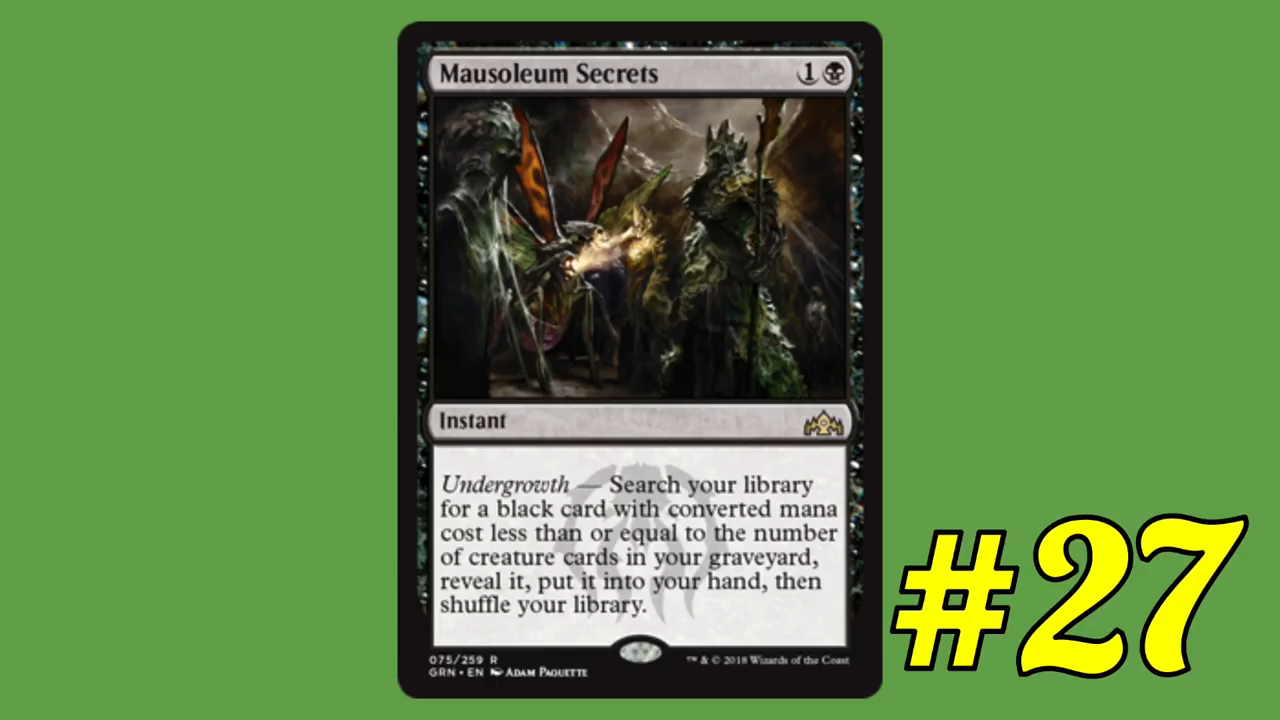 Mausoleum Secrets 1
Instant
Undergrowth — Search your library
for a black card with converted mana
cost less than or equal to the number
of creature cards in your graveyard,
reveal it, put it into your hand, then
shuffle your library.
075/259 R
GRN • EN ADAM PAQUETTE
™ & © 2018 Wizards of the Coast
#27